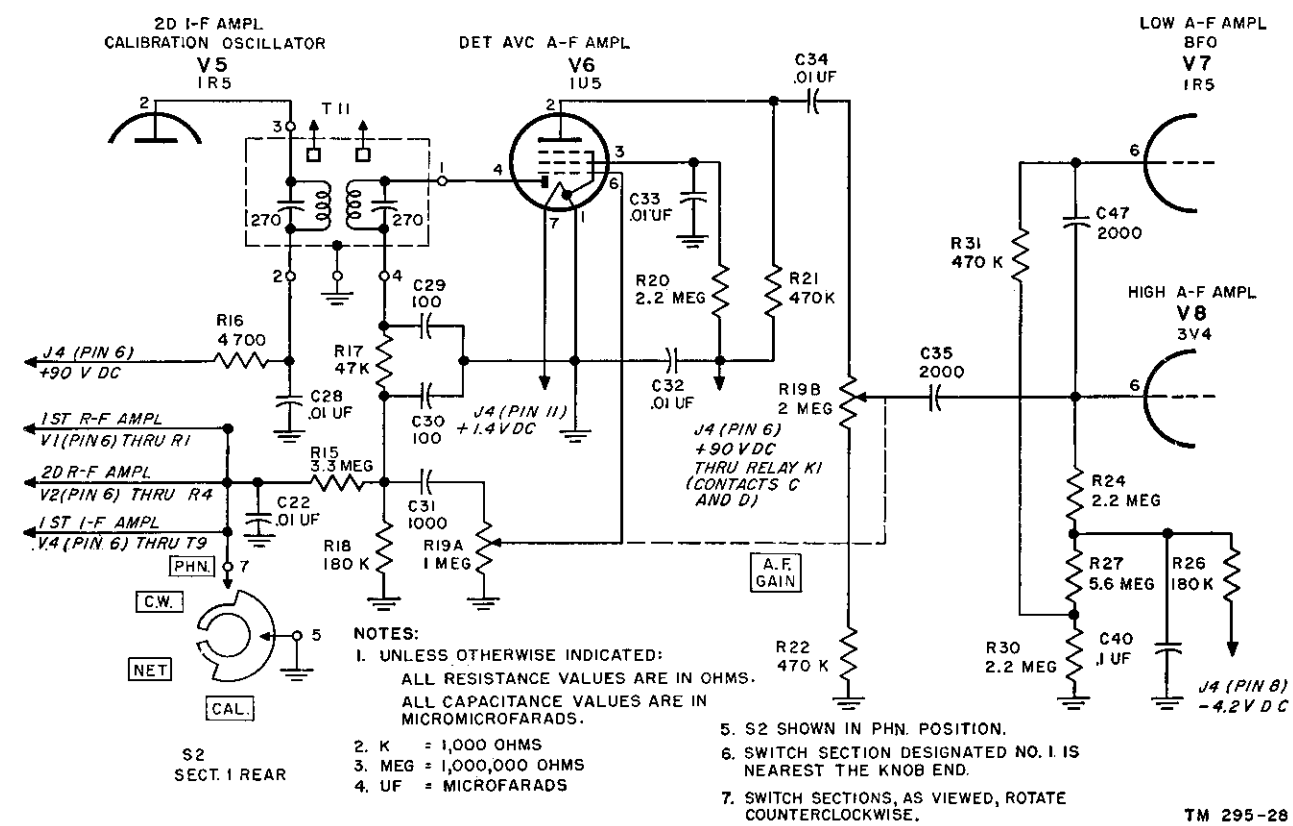 2D I-F AMPL
CALIBRATION OSCILLATOR
V5
1R5
DET AVC A-F AMPL
V6
1U5
LOW A-F AMPL
BFO
V7
1R5
C34
.01UF
2
3
T11
2
4
3
6
7
1
1
6
270
270
C33
.01UF
R20
2.2 MEG
R21
470K
R31
470 K
C47
2000
2
4
C29
100
HIGH A-F AMPL
V8
3V4
R16
4700
J4 (PIN 6)
+90 V DC
R17
47K
C28
.01 UF
C30
100
J4 (PIN 11)
+1.4V DC
C32
.01 UF
R19B
2 MEG
C35
2000
6
J4 (PIN 6)
+90 VDC
THRU RELAY K1
(CONTACTS C
AND D)
1ST R-F AMPL
V1(PIN6) THRU R1
2D R-F AMPL
V2(PIN 6) THRU R4
1ST I-F AMPL
V.4 (PIN 6) THRU T9
R15
3.3 MEG
C22
.01 UF
C31
1000
R18
180 K
R19A
1 MEG
A.F.
GAIN
R24
2.2 MEG
R27
5.6 MEG
R26
180 K
R22
470 K
R30
2.2 MEG
C40
.1 UF
J4 (PIN 8)
-4.2V DC
PHN.
7
C.W.
5
NET
CAL.
S2
SECT. 1 REAR
NOTES:
1. UNLESS OTHERWISE INDICATED:
ALL RESISTANCE VALUES ARE IN OHMS.
ALL CAPACITANCE VALUES ARE IN
MICROMICROFARADS.
2. K = 1,000 OHMS
3. MEG = 1,000,000 OHMS
4. UF = MICROFARADS
5. S2 SHOWN IN PHN. POSITION.
6. SWITCH SECTION DESIGNATED NO. 1. IS
NEAREST THE KNOB END.
7. SWITCH SECTIONS, AS VIEWED, ROTATE
COUNTERCLOCKWISE.
TM 295-28